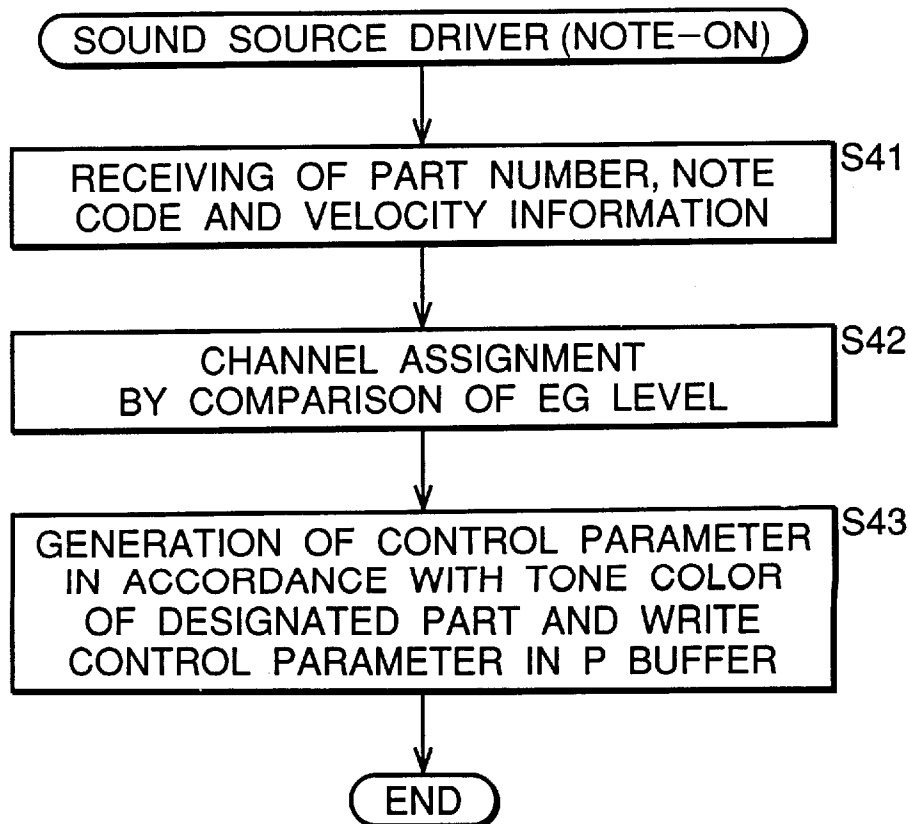 SOUND SOURCE DRIVER (NOTE-ON)
S41
RECEIVING OF PART NUMBER, NOTE
CODE AND VELOCITY INFORMATION
S42
CHANNEL ASSIGNMENT
BY COMPARISON OF EG LEVEL
S43
GENERATION OF CONTROL PARAMETER
IN ACCORDANCE WITH TONE COLOR
OF DESIGNATED PART AND WRITE
CONTROL PARAMETER IN P BUFFER
END